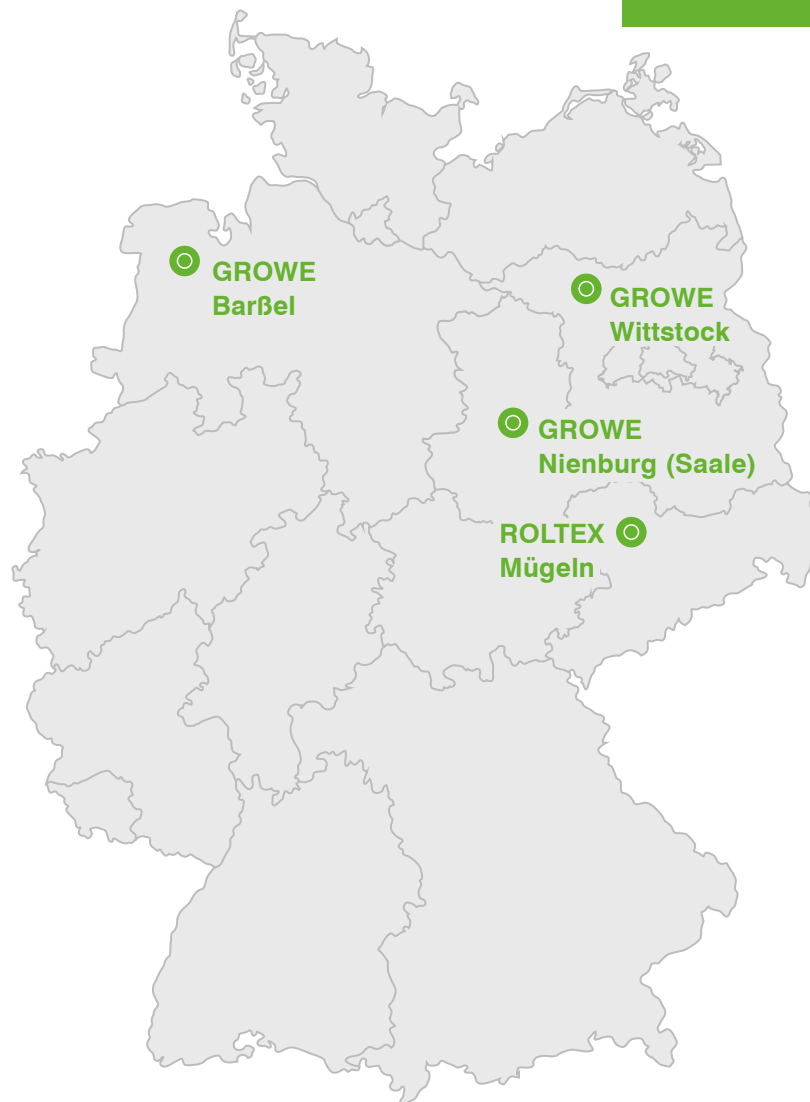 GROWE
Barßel
GROWE
Wittstock
GROWE
Nienburg (Saale)
ROLTEX
Mügeln